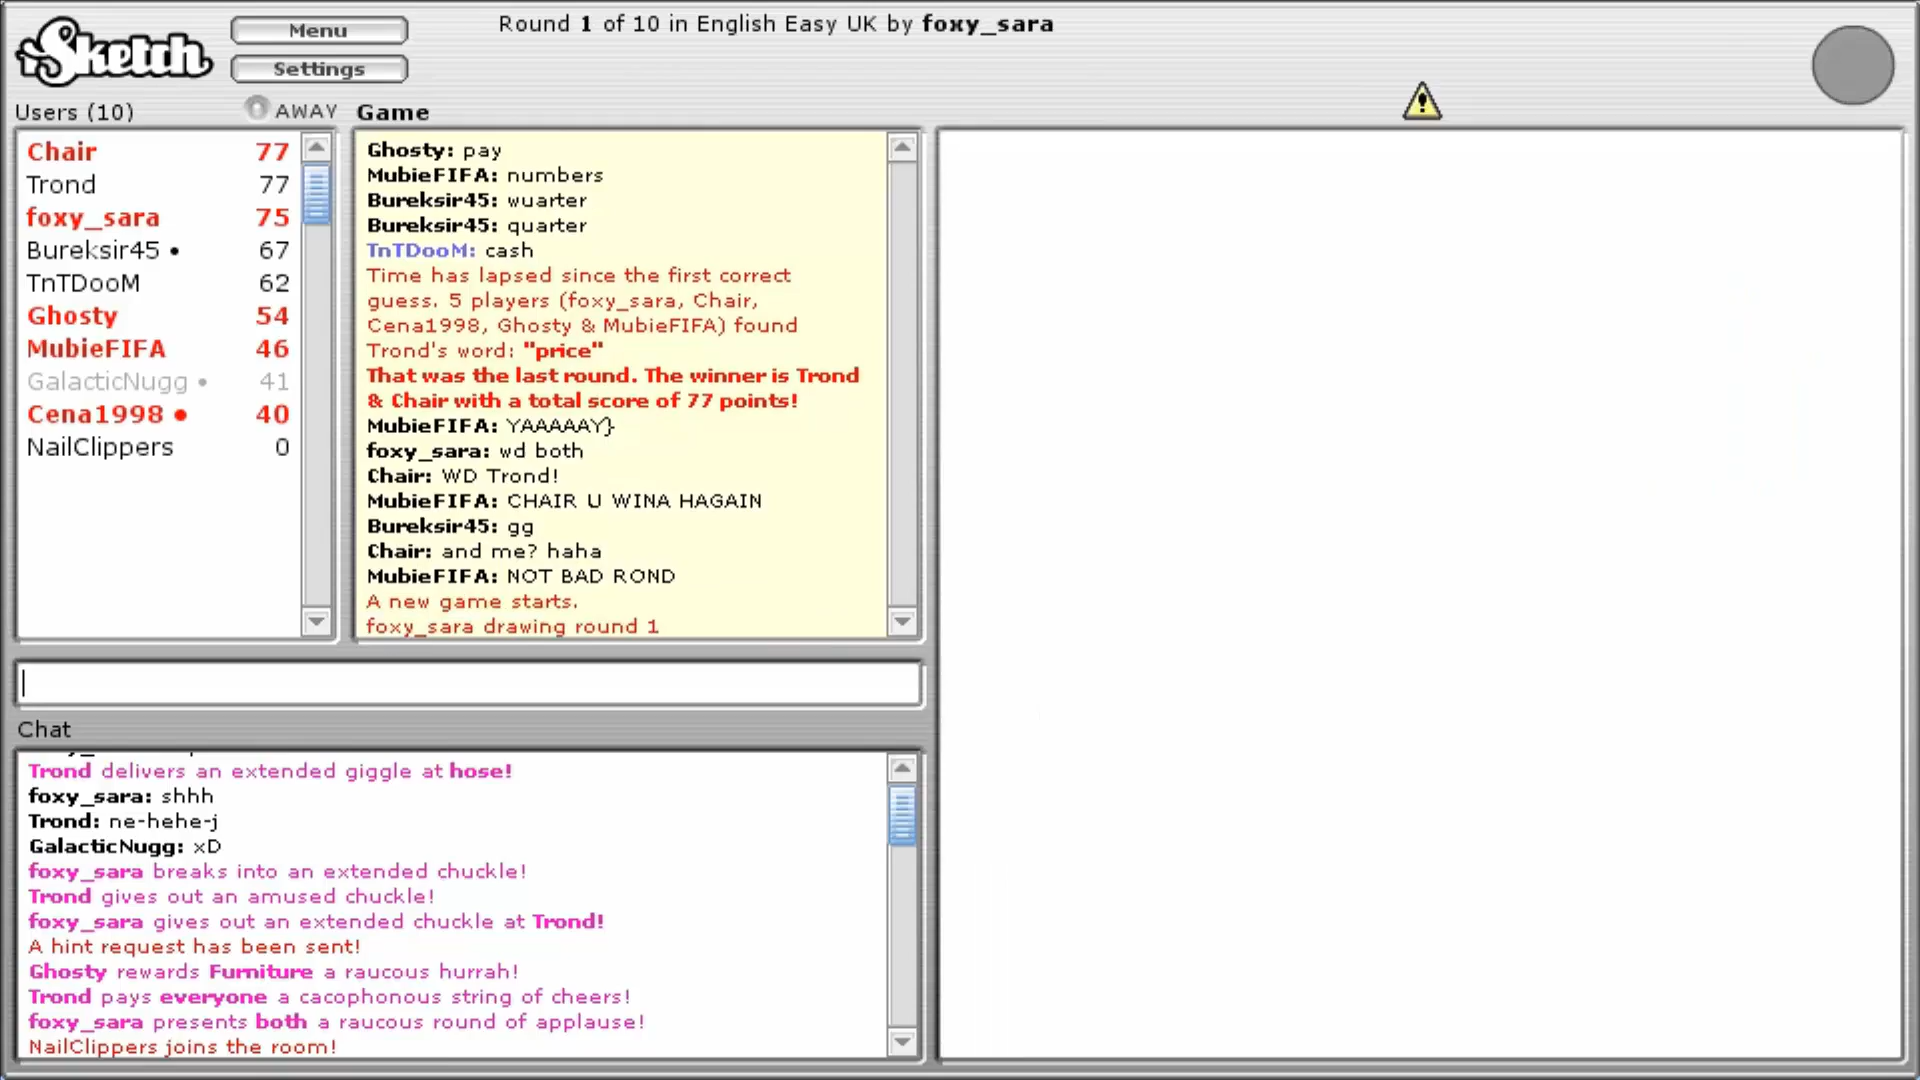 iSketch
Menu
Settings
Round 1 of 10 in English Easy UK by foxy_sara
Users (10)
AWAY
Chair 77
Trond 77
foxy_sara 75
Bureksir45 • 67
TnTDooM 62
Ghosty 54
MubieFIFA 46
GalacticNugg • 41
Cena1998 • 40
NailClippers 0
Game
Ghosty: pay
MubieFIFA: numbers
Bureksir45: wuarter
Bureksir45: quarter
TnTDooM: cash
Time has lapsed since the first correct
guess. 5 players (foxy_sara, Chair,
Cena1998, Ghosty & MubieFIFA) found
Trond's word: "price"
That was the last round. The winner is Trond
& Chair with a total score of 77 points!
MubieFIFA: YAAAAAY}
foxy_sara: wd both
Chair: WD Trond!
MubieFIFA: CHAIR U WINA HAGAIN
Bureksir45: gg
Chair: and me? haha
MubieFIFA: NOT BAD ROND
A new game starts.
foxy_sara drawing round 1
Chat
Trond delivers an extended giggle at hose!
foxy_sara: shhh
Trond: ne-hehe-j
GalacticNugg: xD
foxy_sara breaks into an extended chuckle!
Trond gives out an amused chuckle!
foxy_sara gives out an extended chuckle at Trond!
A hint request has been sent!
Ghosty rewards Furniture a raucous hurrah!
Trond pays everyone a cacophonous string of cheers!
foxy_sara presents both a raucous round of applause!
NailClippers joins the room!